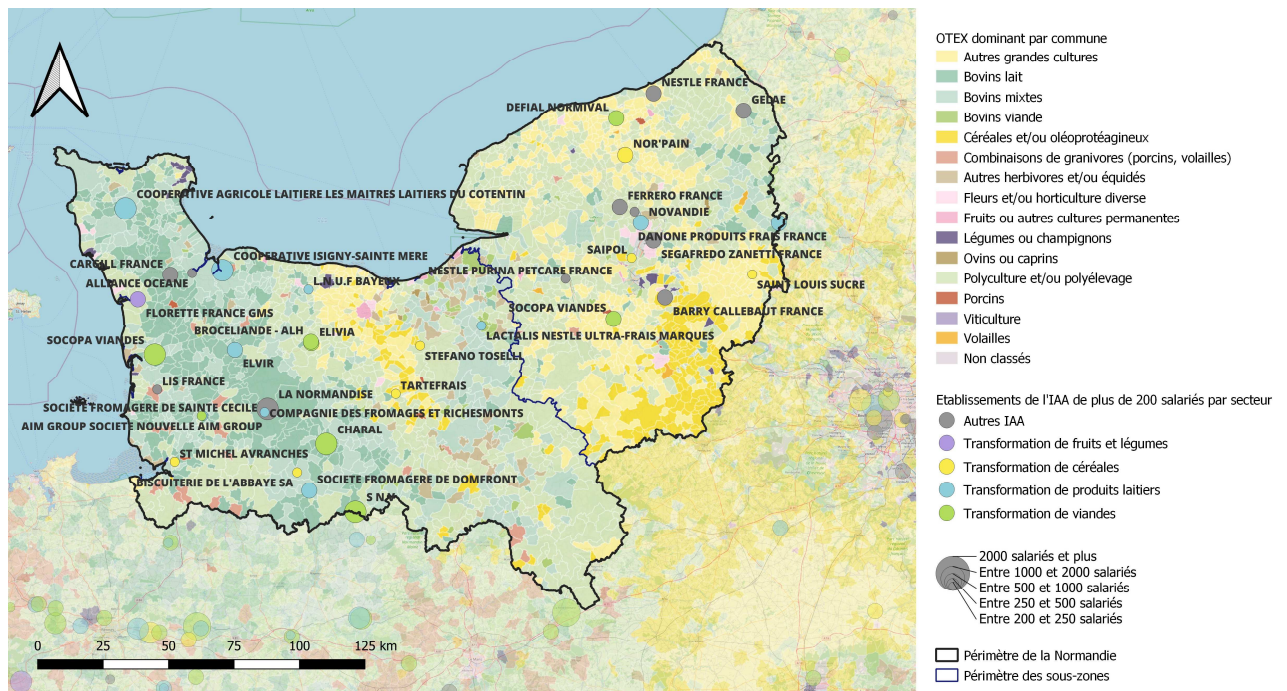 NESTLE FRANCE
GELAE
DEFIAL NORMIVAL
NOR'PAIN
COOPERATIVE AGRICOLE LAITIERE LES MAITRES LAITIERS DU COTENTIN
FERRERO FRANCE
NOVANDIE
DANONE PRODUITS FRAIS FRANCE
SAIPOL
SEGAFREDO ZANETTI FRANCE
COOPERATIVE ISIGNY-SAINTE MERE
CARGILL FRANCE
NESTLE PURINA PETCARE FRANCE
ALLIANCE OCEANE
L.N.U.F BAYEUX
SAINT LOUIS SUCRE
FLORETTE FRANCE GMS
SOCOPA VIANDES
BARRY CALLEBAUT FRANCE
BROCELIANDE - ALH
ELIVIA
LACTALIS NESTLE ULTRA-FRAIS MARQUES
SOCOPA VIANDES
STEFANO TOSELLI
ELVIR
LIS FRANCE
TARTEFRAIS
LA NORMANDISE
SOCIETE FROMAGERE DE SAINTE CECILE
COMPAGNIE DES FROMAGES ET RICHESMONTS
AIM GROUP SOCIETE NOUVELLE AIM GROUP
CHARAL
ST MICHEL AVRANCHES
BISCUITERIE DE L'ABBAYE SA
SOCIETE FROMAGERE DE DOMFRONT
0 25 50 75 100 125 km
OTEX dominant par commune
Autres grandes cultures
Bovins lait
Bovins mixtes
Bovins viande
Céréales et/ou oléoprotéagineux
Combinaisons de granivores (porcins, volailles)
Autres herbivores et/ou équidés
Fleurs et/ou horticulture diverse
Fruits ou autres cultures permanentes
Légumes ou champignons
Ovins ou caprins
Polyculture et/ou polyélevage
Porcins
Viticulture
Volailles
Non classés
Etablissements de l'IAA de plus de 200 salariés par secteur
Autres IAA
Transformation de fruits et légumes
Transformation de céréales
Transformation de produits laitiers
Transformation de viandes
2000 salariés et plus
Entre 1000 et 2000 salariés
Entre 500 et 1000 salariés
Entre 250 et 500 salariés
Entre 200 et 250 salariés
Périmètre de la Normandie
Périmètre des sous-zones